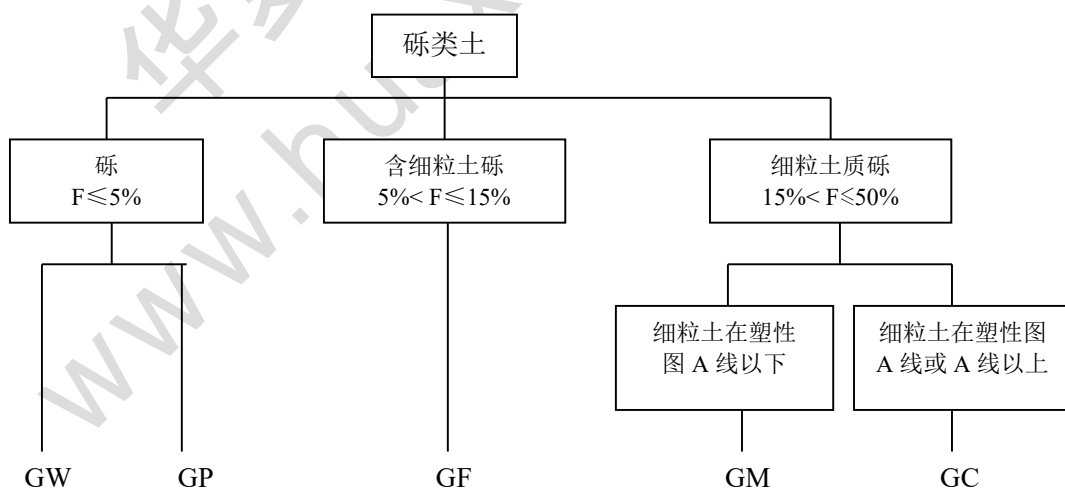 砾类土
砾
F≤5%
含细粒土砾
5%< F≤15%
细粒土质砾
15%< F≤50%
细粒土在塑性
图 A 线以下
细粒土在塑性图
A 线或 A 线以上
GW
GP
GF
GM
GC